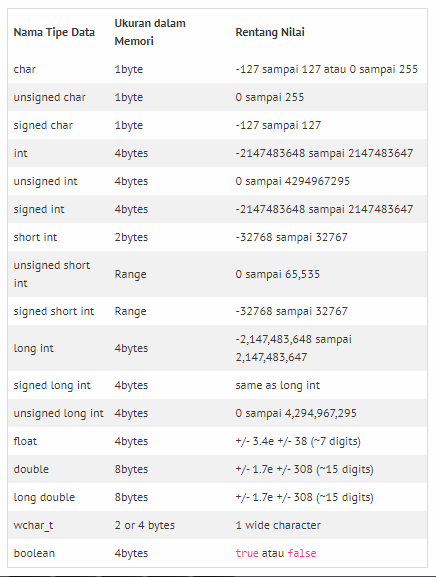 Nama Tipe Data Ukuran dalam Memori Rentang Nilai
char 1byte -127 sampai 127 atau 0 sampai 255
unsigned char 1byte 0 sampai 255
signed char 1byte -127 sampai 127
int 4bytes -2147483648 sampai 2147483647
unsigned int 4bytes 0 sampai 4294967295
signed int 4bytes -2147483648 sampai 2147483647
short int 2bytes -32768 sampai 32767
unsigned short int Range 0 sampai 65,535
signed short int Range -32768 sampai 32767
long int 4bytes -2,147,483,648 sampai 2,147,483,647
signed long int 4bytes same as long int
unsigned long int 4bytes 0 sampai 4,294,967,295
float 4bytes +/- 3.4e +/- 38 (~7 digits)
double 8bytes +/- 1.7e +/- 308 (~15 digits)
long double 8bytes +/- 1.7e +/- 308 (~15 digits)
wchar_t 2 or 4 bytes 1 wide character
boolean 4bytes true atau false